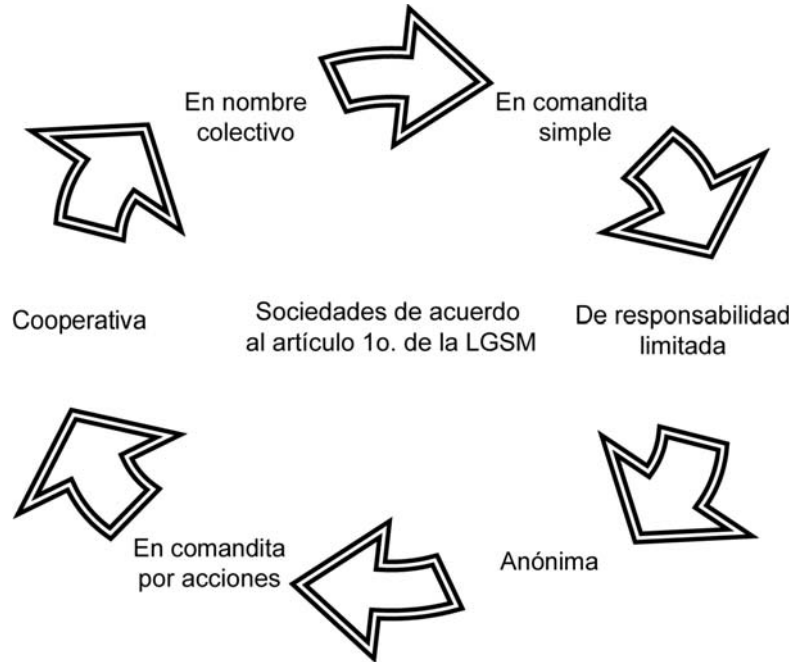 En nombre
colectivo
En comandita
simple
Cooperativa
Sociedades de acuerdo
al artículo 1o. de la LGSM
De responsabilidad
limitada
En comandita
por acciones
Anónima